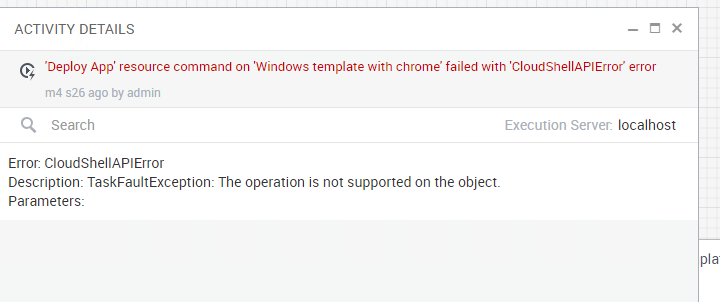 ACTIVITY DETAILS
'Deploy App' resource command on 'Windows template with chrome' failed with 'CloudShellAPIError' error
m4 s26 ago by admin
Search
Execution Server: localhost
Error: CloudShellAPIError
Description: TaskFaultException: The operation is not supported on the object.
Parameters:
plat